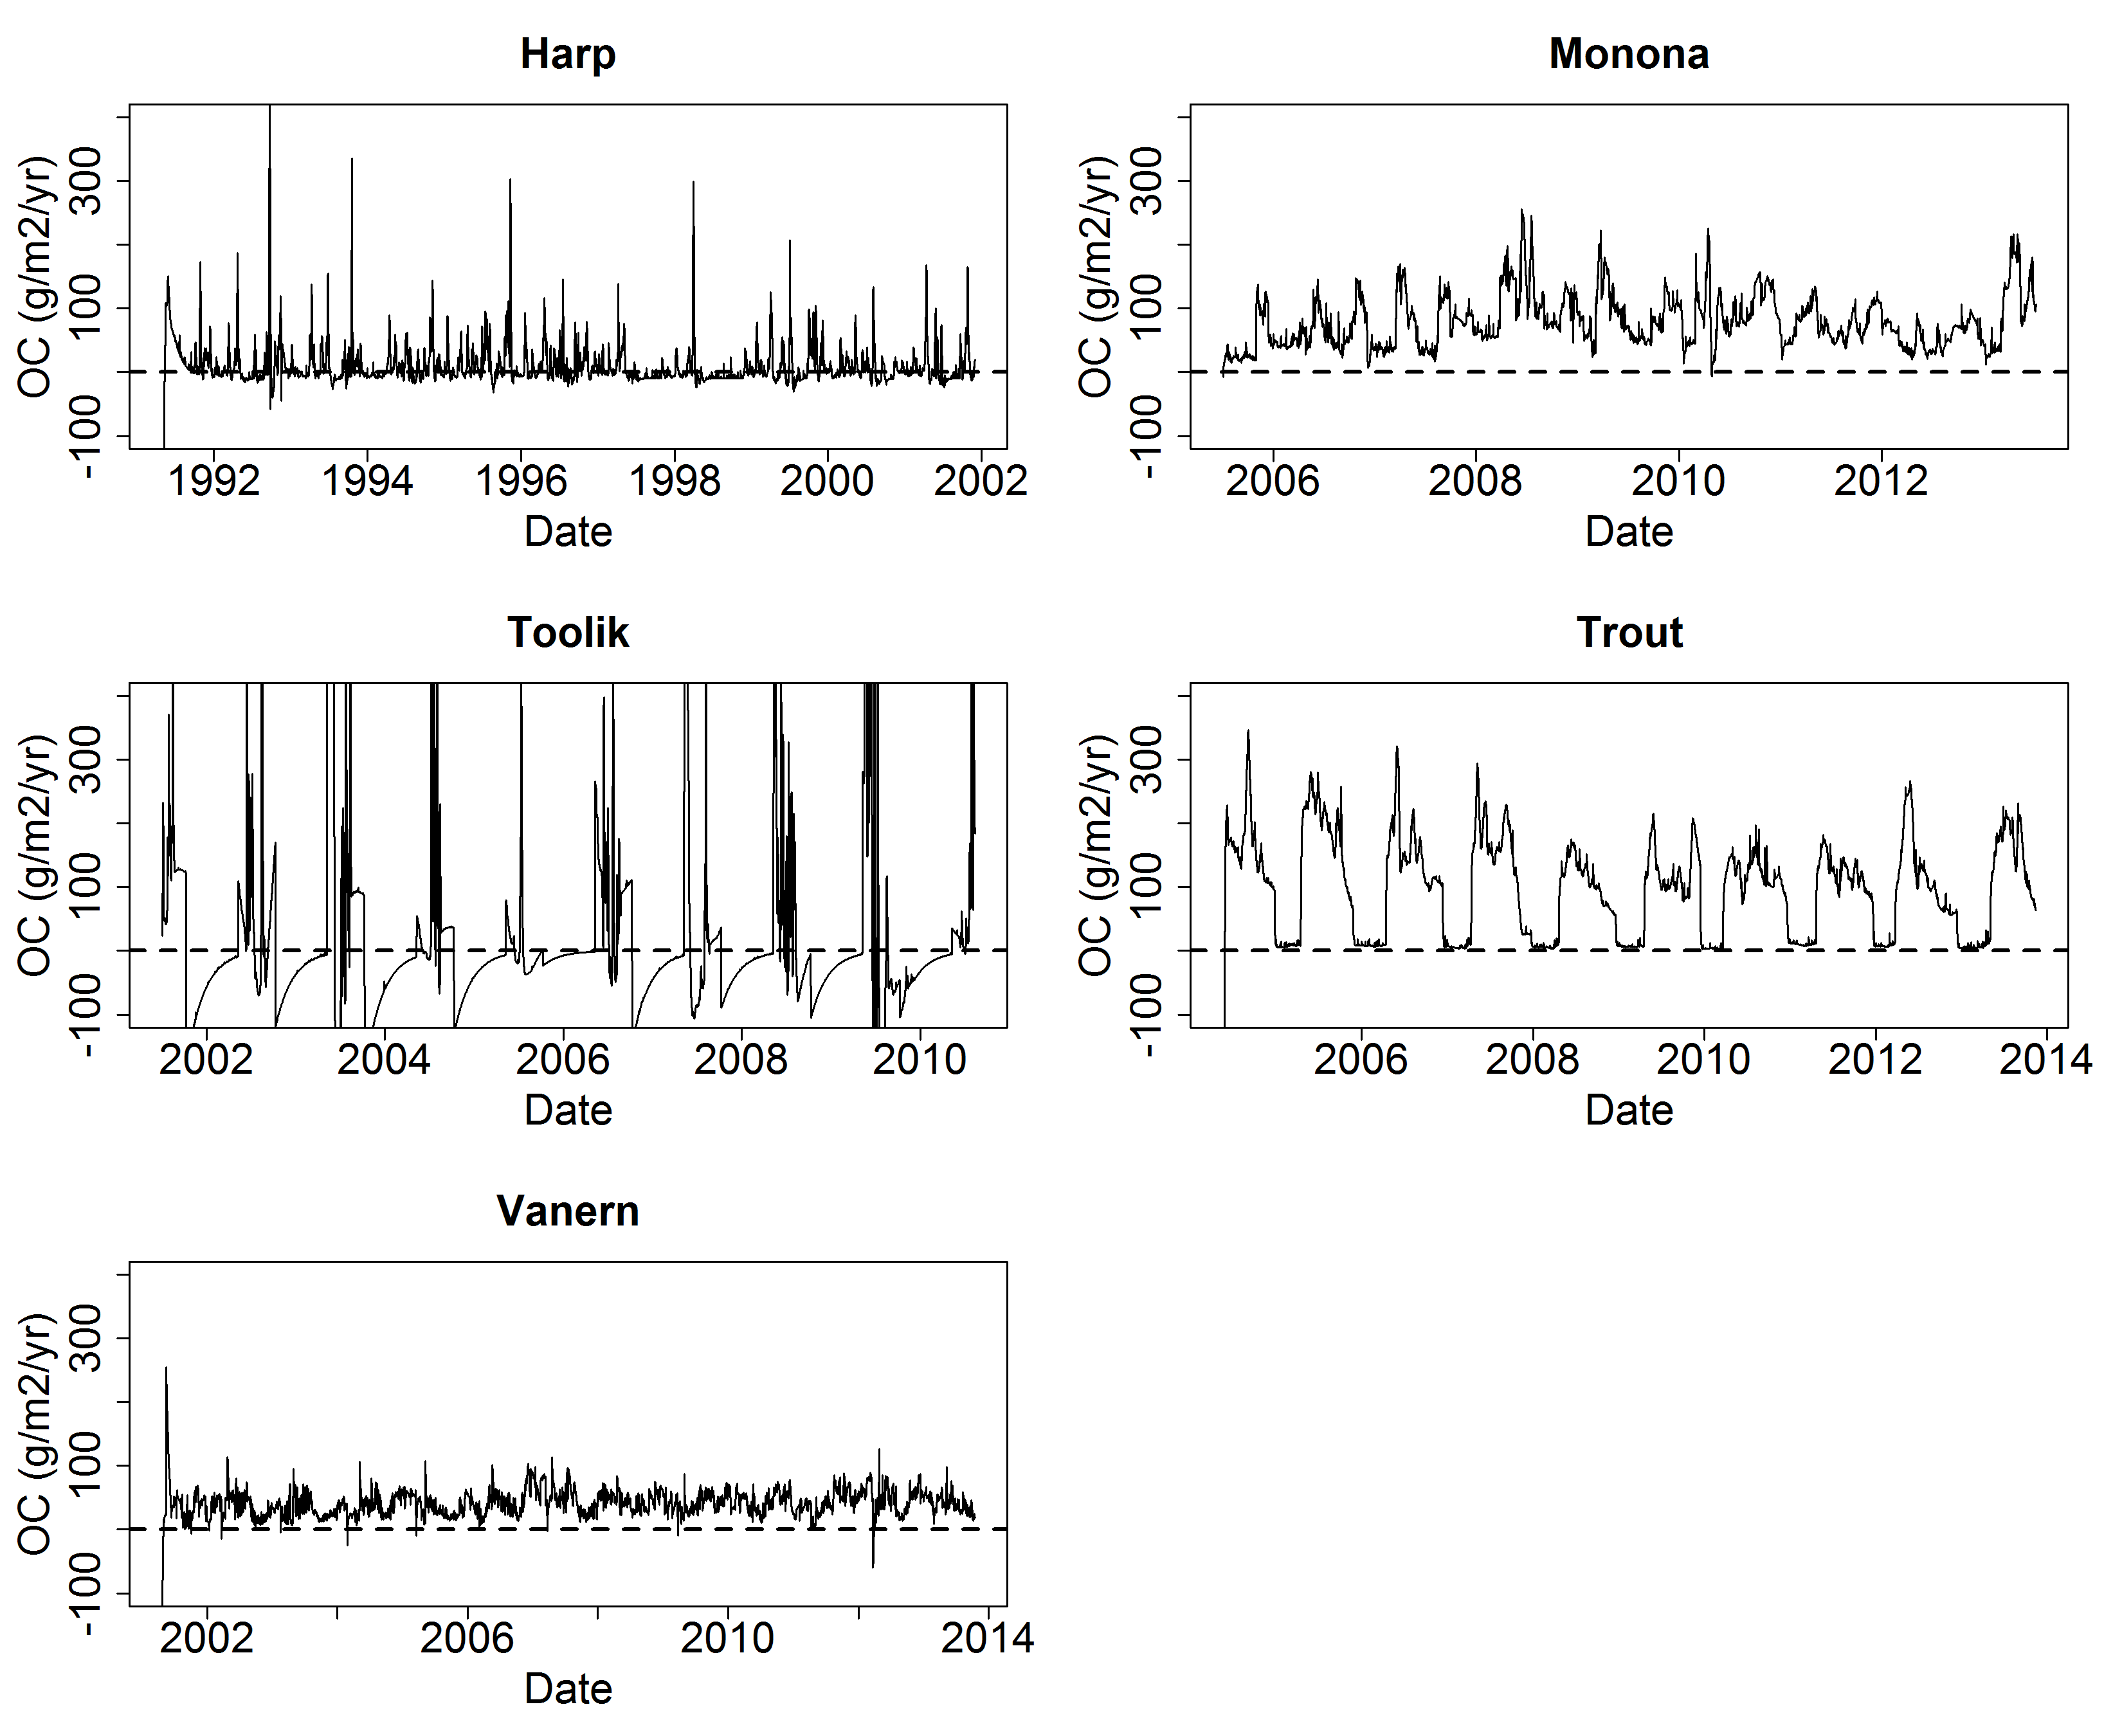 Harp
OC (g/m2/yr)
300
100
-100
1992 1994 1996 1998 2000 2002
Date
Monona
OC (g/m2/yr)
300
100
-100
2006 2008 2010 2012
Date
Toolik
OC (g/m2/yr)
300
100
-100
2002 2004 2006 2008 2010
Date
Trout
OC (g/m2/yr)
300
100
-100
2006 2008 2010 2012 2014
Date
Vanern
OC (g/m2/yr)
300
100
-100
2002 2006 2010 2014
Date